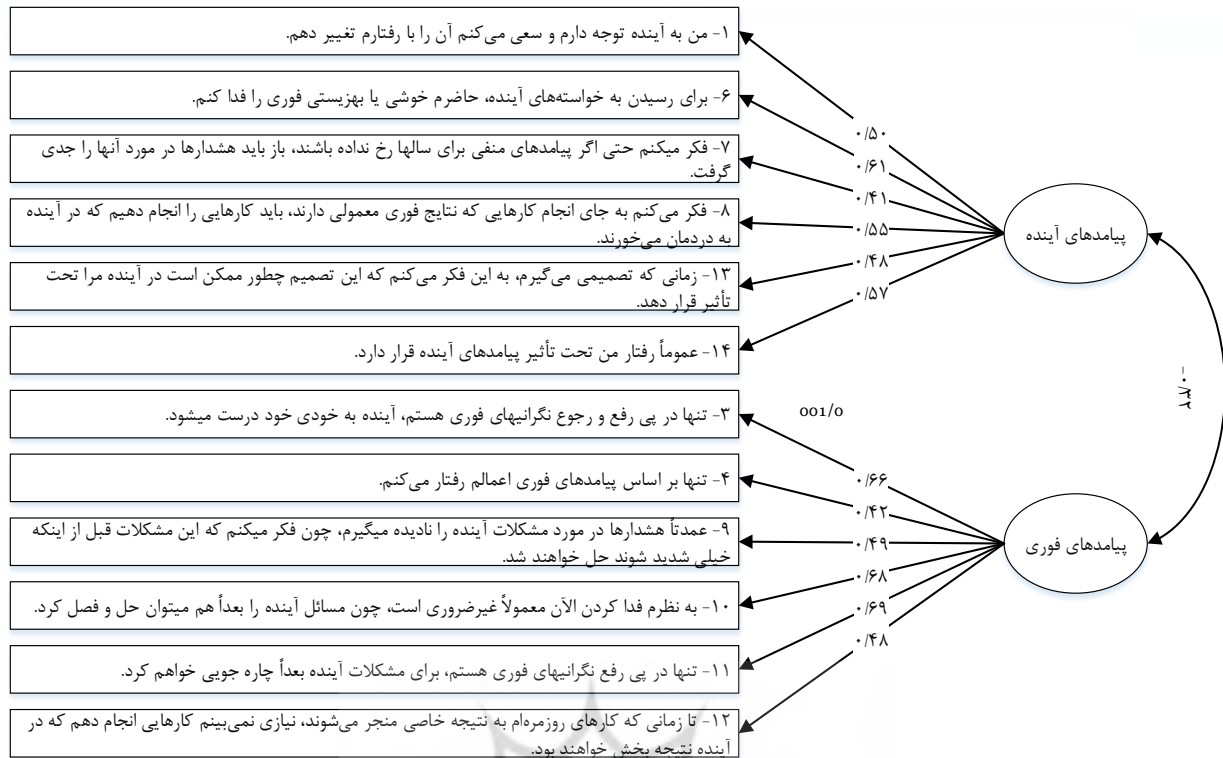 ۱- من به آینده توجه دارم و سعی می‌کنم آن را با رفتارم تغییر دهم.
۶- برای رسیدن به خواسته‌های آینده، حاضرم خوشی یا بهزیستی فوری را فدا کنم.
۷- فکر میکنم حتی اگر پیامدهای منفی برای سالها رخ نداده باشند، باز باید هشدارها در مورد آنها را جدی
گرفت.
۸- فکر می‌کنم به جای انجام کارهایی که نتایج فوری معمولی دارند، باید کارهایی را انجام دهیم که در آینده
به دردمان می‌خورند.
۱۳- زمانی که تصمیمی می‌گیرم، به این فکر می‌کنم که این تصمیم چطور ممکن است در آینده مرا تحت
تأثیر قرار دهد.
۱۴- عموماً رفتار من تحت تأثیر پیامدهای آینده قرار دارد.
۳- تنها در پی رفع و رجوع نگرانیهای فوری هستم، آینده به خودی خود درست میشود.
۴- تنها بر اساس پیامدهای فوری اعمالم رفتار می‌کنم.
۹- عمدتاً هشدارها در مورد مشکلات آینده را نادیده میگیرم، چون فکر میکنم که این مشکلات قبل از اینکه
خیلی شدید شوند حل خواهند شد.
۱۰- به نظرم فدا کردن الآن معمولاً غیرضروری است، چون مسائل آینده را بعداً هم میتوان حل و فصل کرد.
۱۱- تنها در پی رفع نگرانیهای فوری هستم، برای مشکلات آینده بعداً چاره جویی خواهم کرد.
۱۲- تا زمانی که کارهای روزمره‌ام به نتیجه خاصی منجر می‌شوند، نیازی نمی‌بینم کارهایی انجام دهم که در
آینده نتیجه بخش خواهند بود.
۰/۵۰
۰/۶۱
۰/۴۱
۰/۵۵
۰/۴۸
۰/۵۷
001/0
۰/۶۶
۰/۴۲
۰/۴۹
۰/۶۸
۰/۶۹
۰/۴۸
پیامدهای آینده
پیامدهای فوری
-۰/۳۲